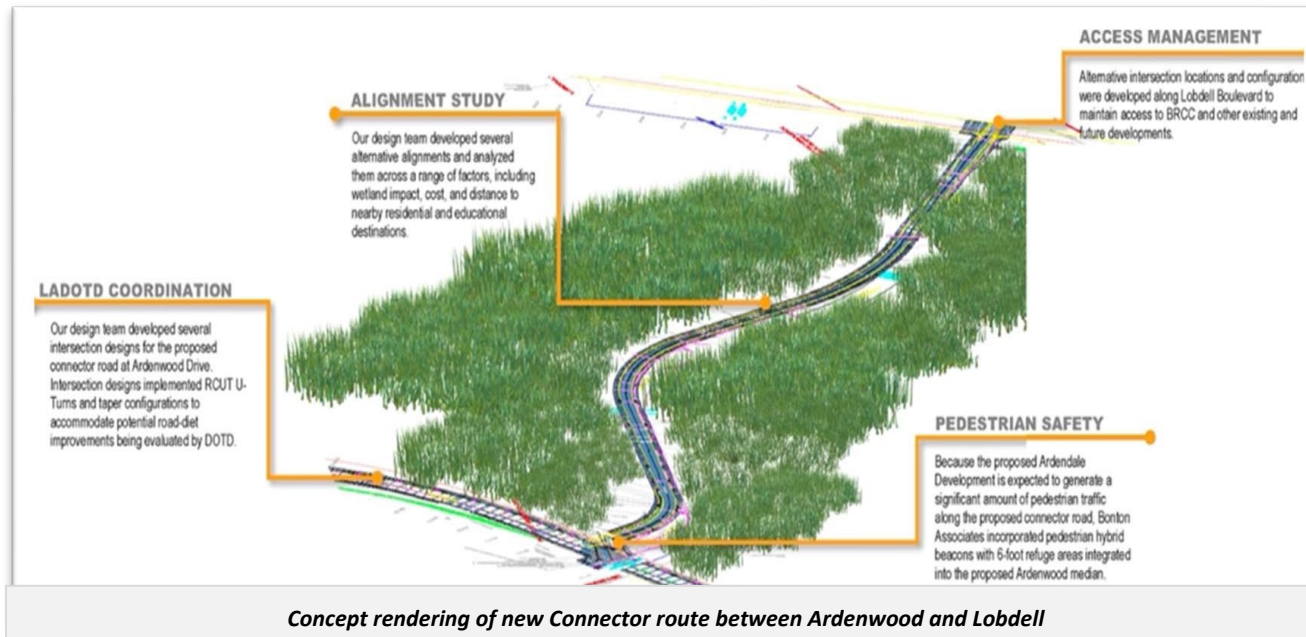 ACCESS MANAGEMENT
Alternative intersection locations and configuration
were developed along Lobdell Boulevard to
maintain access to BRCC and other existing and
future developments.
ALIGNMENT STUDY
Our design team developed several
alternative alignments and analyzed
them across a range of factors, including
wetland impact, cost, and distance to
nearby residential and educational
destinations.
LADOTD COORDINATION
Our design team developed several
intersection designs for the proposed
connector road at Ardenwood Drive.
Intersection designs implemented RCUT U-
Turns and taper configurations to
accommodate potential road-diet
improvements being evaluated by DOTD.
PEDESTRIAN SAFETY
Because the proposed Ardendale
Development is expected to generate a
significant amount of pedestrian traffic
along the proposed connector road, Bonton
Associates incorporated pedestrian hybrid
beacons with 6-foot refuge areas integrated
into the proposed Ardenwood median.
Concept rendering of new Connector route between Ardenwood and Lobdell